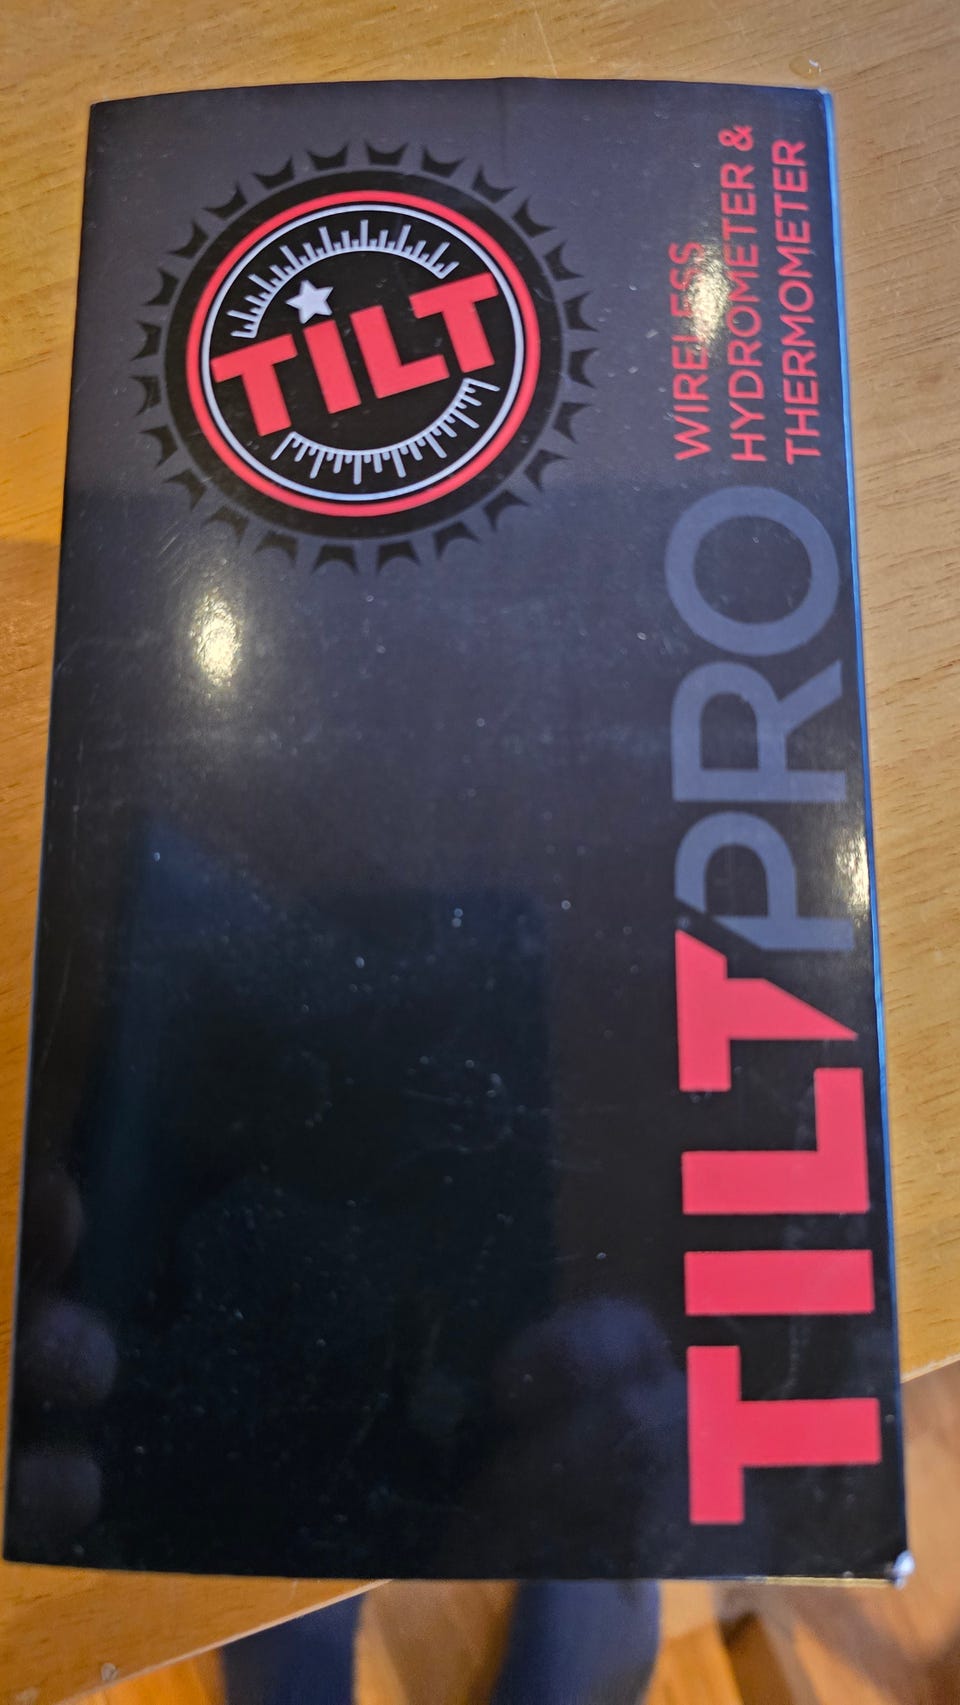 TILT
TILTPRO
WIRELESS
HYDROMETER &
THERMOMETER